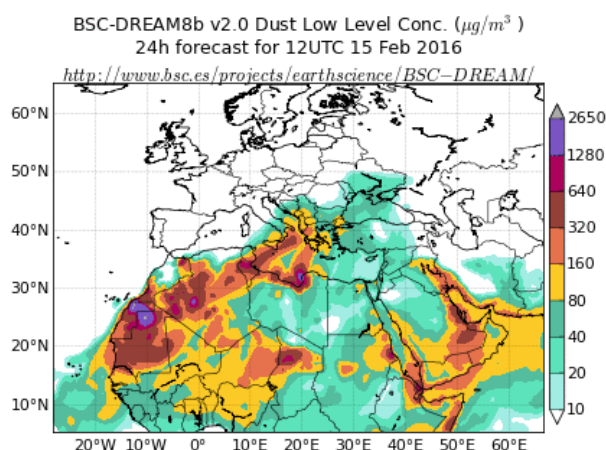 BSC-DREAM8b v2.0 Dust Low Level Conc. (μg/m³ )
24h forecast for 12UTC 15 Feb 2016
http://www.bsc.es/projects/earthscience/BSC−DREAM/
60°N
50°N
40°N
30°N
20°N
10°N
20°W 10°W 0° 10°E 20°E 30°E 40°E 50°E 60°E
2650
1280
640
320
160
80
40
20
10